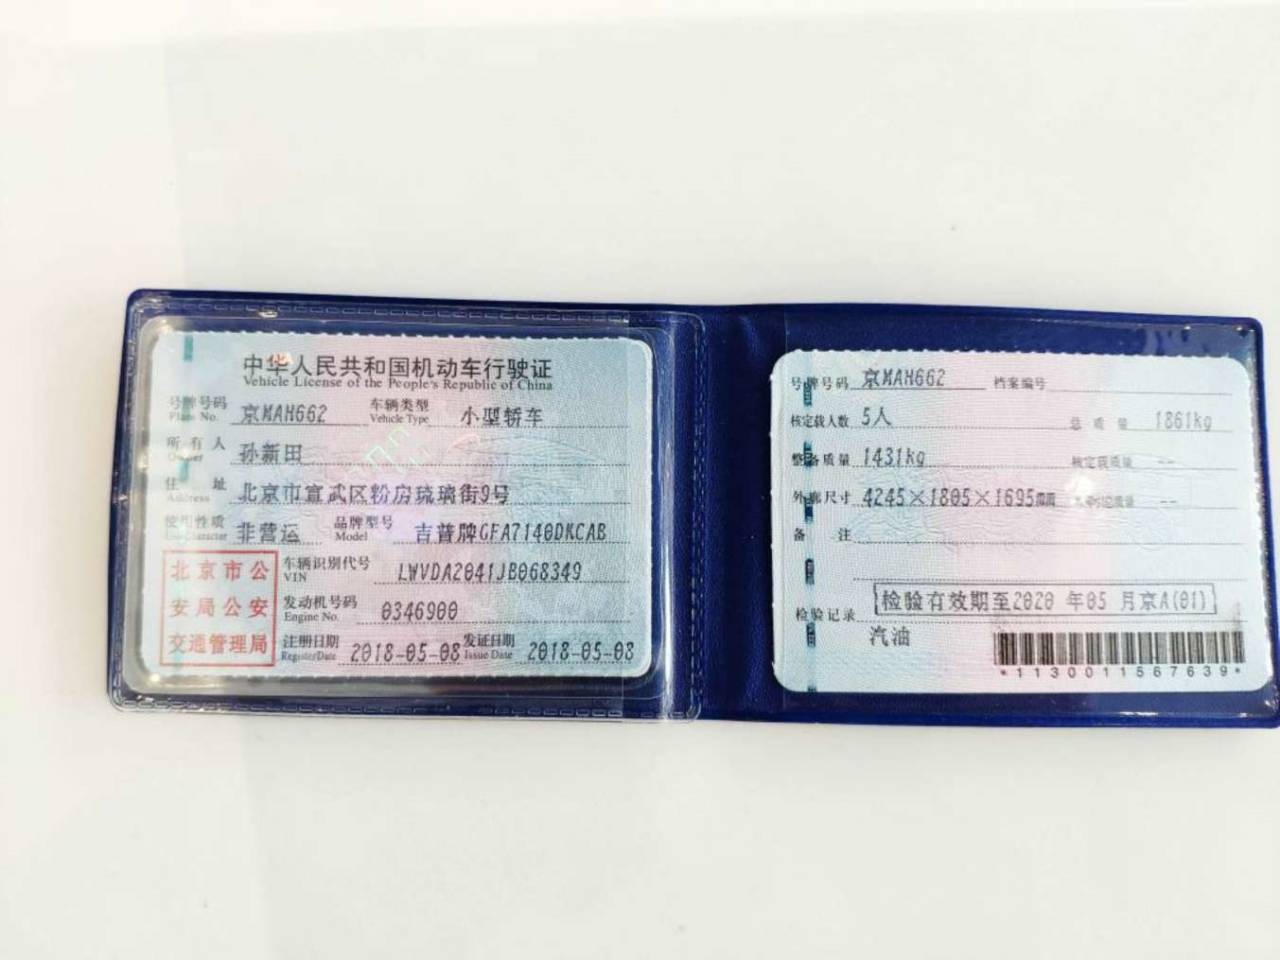 中华人民共和国机动车行驶证
Vehicle License of the People's Republic of China
号牌号码 京MAH662 车辆类型 小型轿车
Plate No. Vehicle Type
所有人 孙新田
Owner
住址 北京市宣武区粉房琉璃街9号
Address
使用性质 非营运 品牌型号 吉普牌GFA7140DKCAB
Use Character Model
北京市公安局公安交通管理局
车辆识别代号 LWVDA2041JB068349
VIN
发动机号码 0346900
Engine No.
注册日期 2018-05-08 发证日期 2018-05-08
Register Date Issue Date
号牌号码 京MAH662 档案编号
核定载人数 5人 总质量 1861kg
整备质量 1431kg 核定载质量 --
外廓尺寸 4245×1805×1695 --
备注
检验记录 检验有效期至2020年05月京A(01)
汽油
*1130011567639*